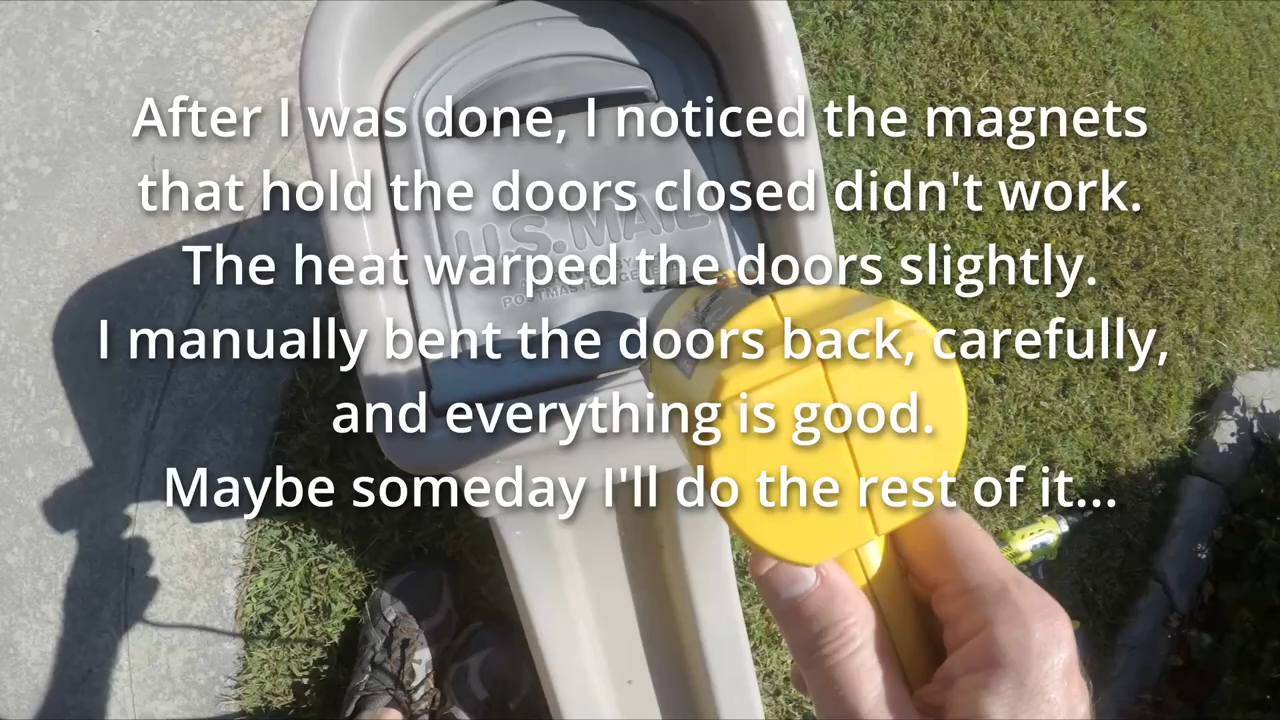 After I was done, I noticed the magnets
that hold the doors closed didn't work.
The heat warped the doors slightly.
I manually bent the doors back, carefully,
and everything is good.
Maybe someday I'll do the rest of it...
U.S. MAIL